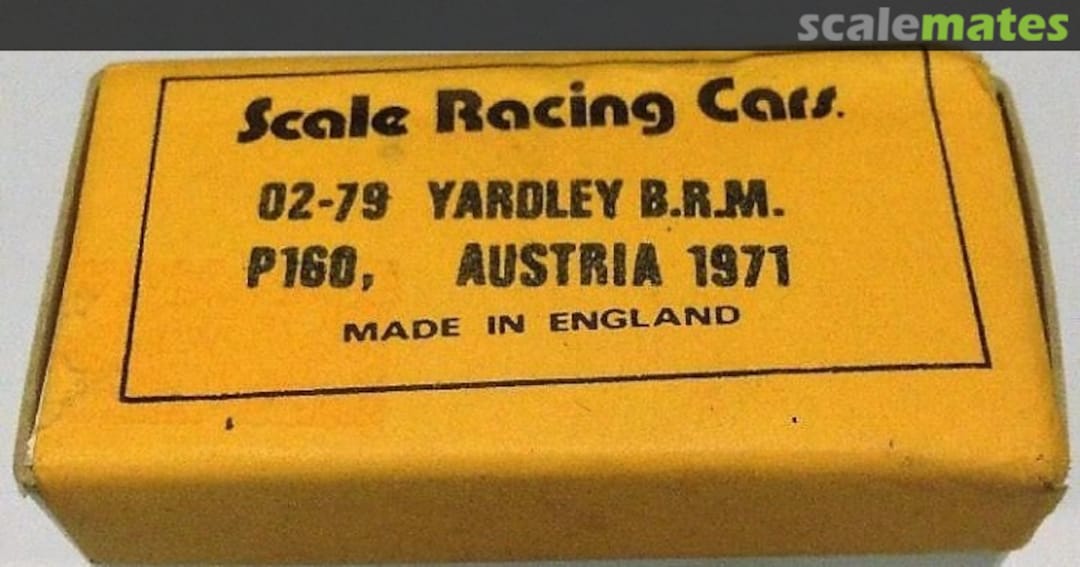 scalemates
Scale Racing Cars.
02-79 YARDLEY B.R.M.
P160, AUSTRIA 1971
MADE IN ENGLAND